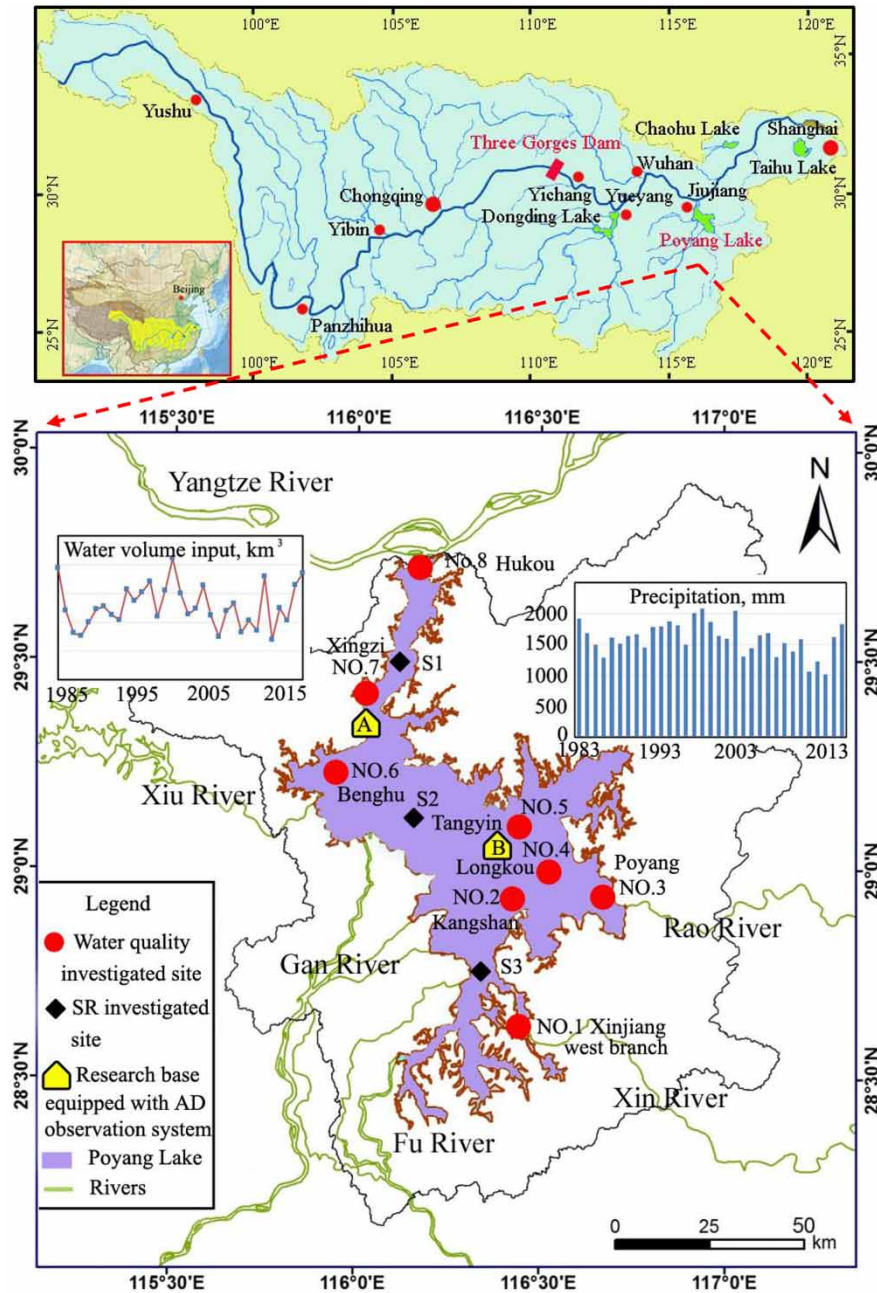 100°E 105°E 110°E 115°E 120°E
35°N
Yushu
Chaohu Lake
Shanghai
Three Gorges Dam
Wuhan
Taihu Lake
30°N
30°N
Chongqing
Yichang
Yueyang
Jiujiang
Yibin
Dongding Lake
Poyang Lake
Beijing
Panzhihua
25°N
25°N
100°E 105°E 110°E 115°E 120°E
115°30'E 116°0'E 116°30'E 117°0'E
30°0'N
30°0'N
Yangtze River
N
Water volume input, km³
1985 1995 2005 2015
No.8 Hukou
Precipitation, mm
2000
1500
1000
500
0
1983 1993 2003 2013
Xingzi
NO.7
S1
29°30'N
29°30'N
A
NO.6
Benghu
S2
Xiu River
NO.5
Tangyin
B
NO.4
Longkou
Poyang
NO.3
NO.2
Kangshan
29°0'N
29°0'N
Rao River
Gan River
S3
NO.1 Xinjiang
west branch
Xin River
28°30'N
28°30'N
Fu River
Legend
Water quality
investigated site
SR investigated
site
Research base
equipped with AD
observation system
Poyang Lake
Rivers
0 25 50
km
115°30'E 116°0'E 116°30'E 117°0'E